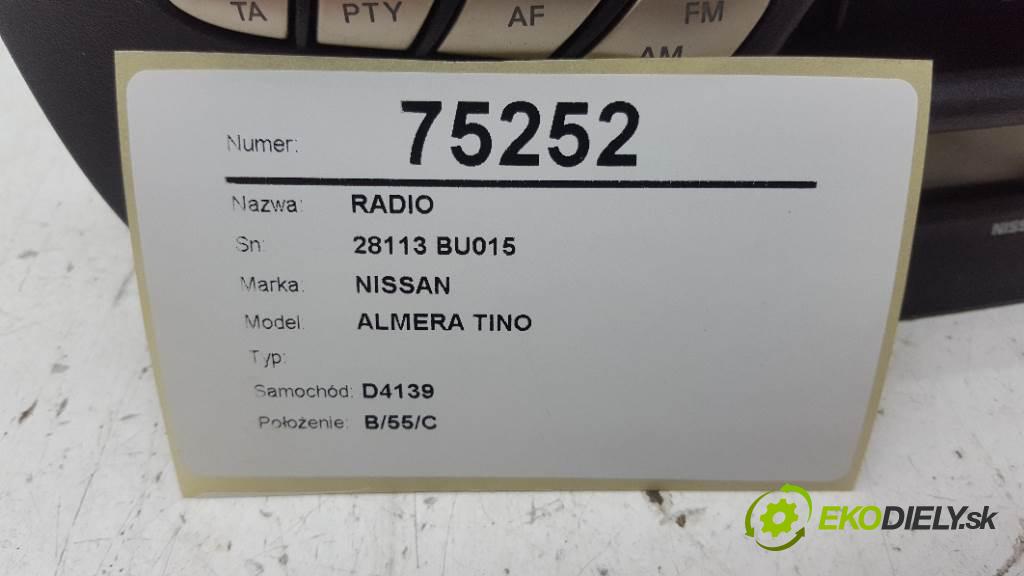 TA PTY AF FM
AM
Numer: 75252
Nazwa: RADIO
Sn: 28113 BU015
Marka: NISSAN
Model: ALMERA TINO
Typ:
Samochód: D4139
Położenie: B/55/C
EKODIELY.sk